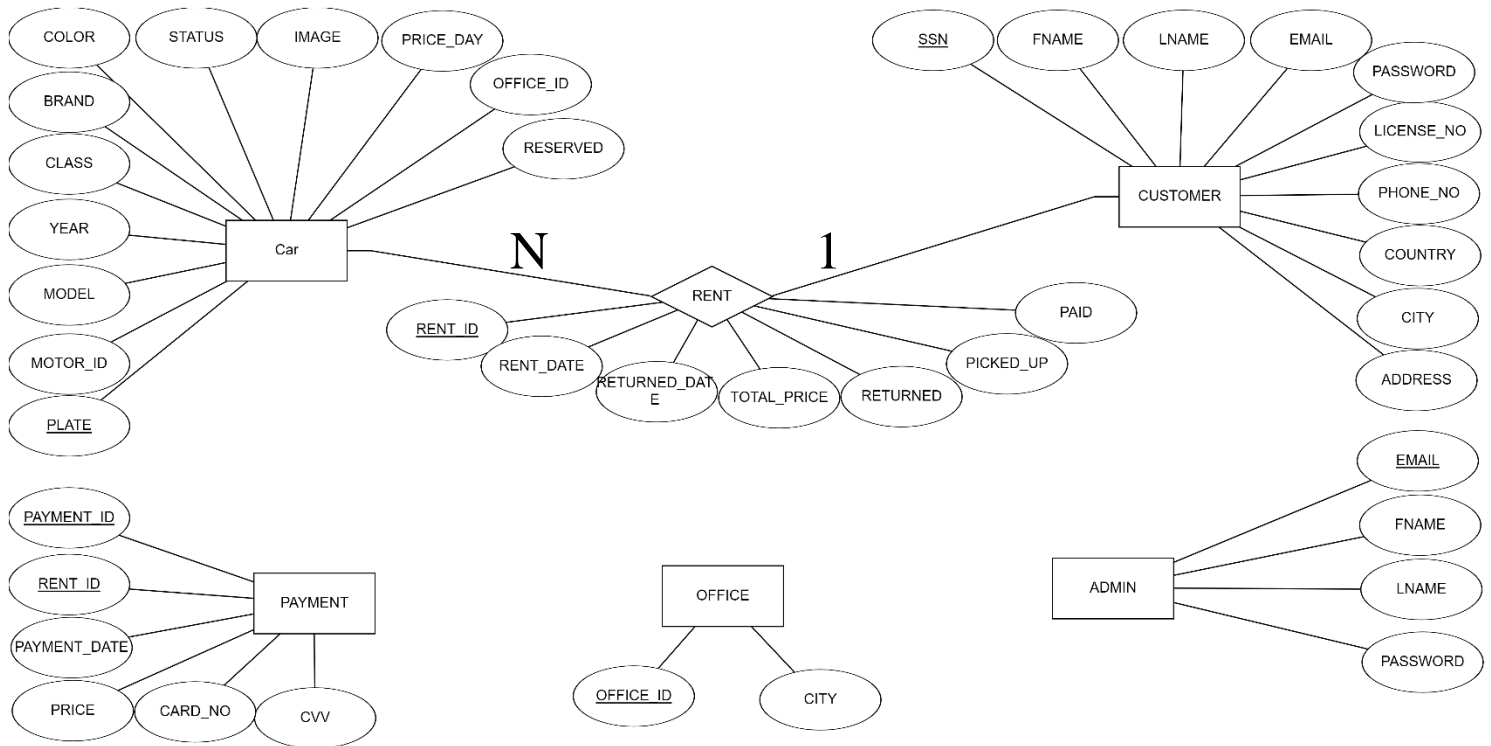 COLOR
STATUS
IMAGE
PRICE_DAY
OFFICE_ID
RESERVED
BRAND
CLASS
YEAR
MODEL
MOTOR_ID
PLATE
Car
N
RENT
1
RENT_ID
RENT_DATE
RETURNED_DAT
E
TOTAL_PRICE
RETURNED
PICKED_UP
PAID
SSN
FNAME
LNAME
EMAIL
PASSWORD
LICENSE_NO
PHONE_NO
COUNTRY
CITY
ADDRESS
CUSTOMER
PAYMENT_ID
RENT_ID
PAYMENT_DATE
PRICE
CARD_NO
CVV
PAYMENT
OFFICE
OFFICE_ID
CITY
ADMIN
EMAIL
FNAME
LNAME
PASSWORD